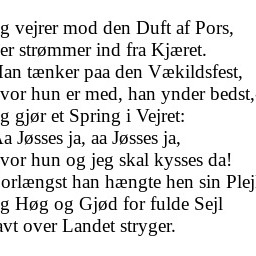 g vejrer mod den Duft af Pors,
er strømmer ind fra Kjæret.
an tænker paa den Vækildsfest,
vor hun er med, han ynder bedst,
g gjør et Spring i Vejret:
a Jøsses ja, aa Jøsses ja,
vor hun og jeg skal kysses da!
orlængst han hængte hen sin Plej
g Høg og Gjød for fulde Sejl
avt over Landet stryger.